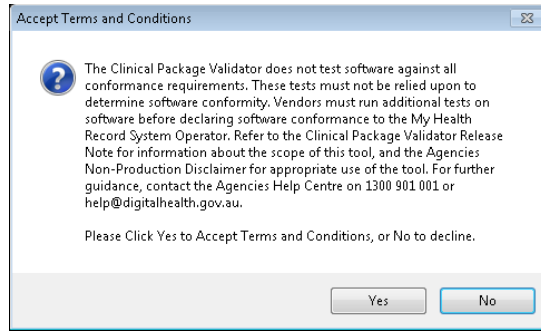 Accept Terms and Conditions
The Clinical Package Validator does not test software against all
conformance requirements. These tests must not be relied upon to
determine software conformity. Vendors must run additional tests on
software before declaring software conformance to the My Health
Record System Operator. Refer to the Clinical Package Validator Release
Note for information about the scope of this tool, and the Agencies
Non-Production Disclaimer for appropriate use of the tool. For further
guidance, contact the Agencies Help Centre on 1300 901 001 or
help@digitalhealth.gov.au.
Please Click Yes to Accept Terms and Conditions, or No to decline.
Yes
No